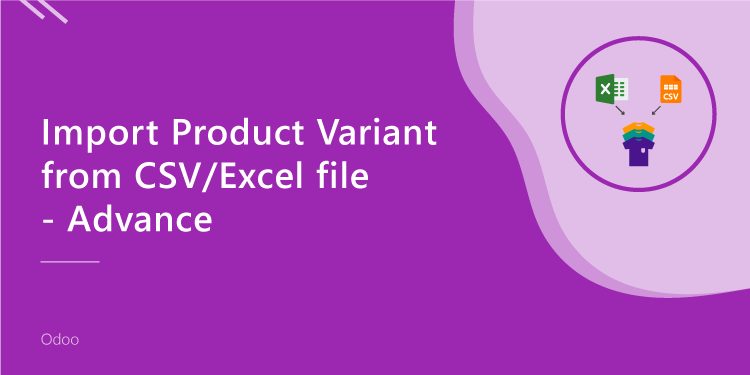 Import Product Variant
from CSV/Excel file
- Advance
Odoo
X
CSV